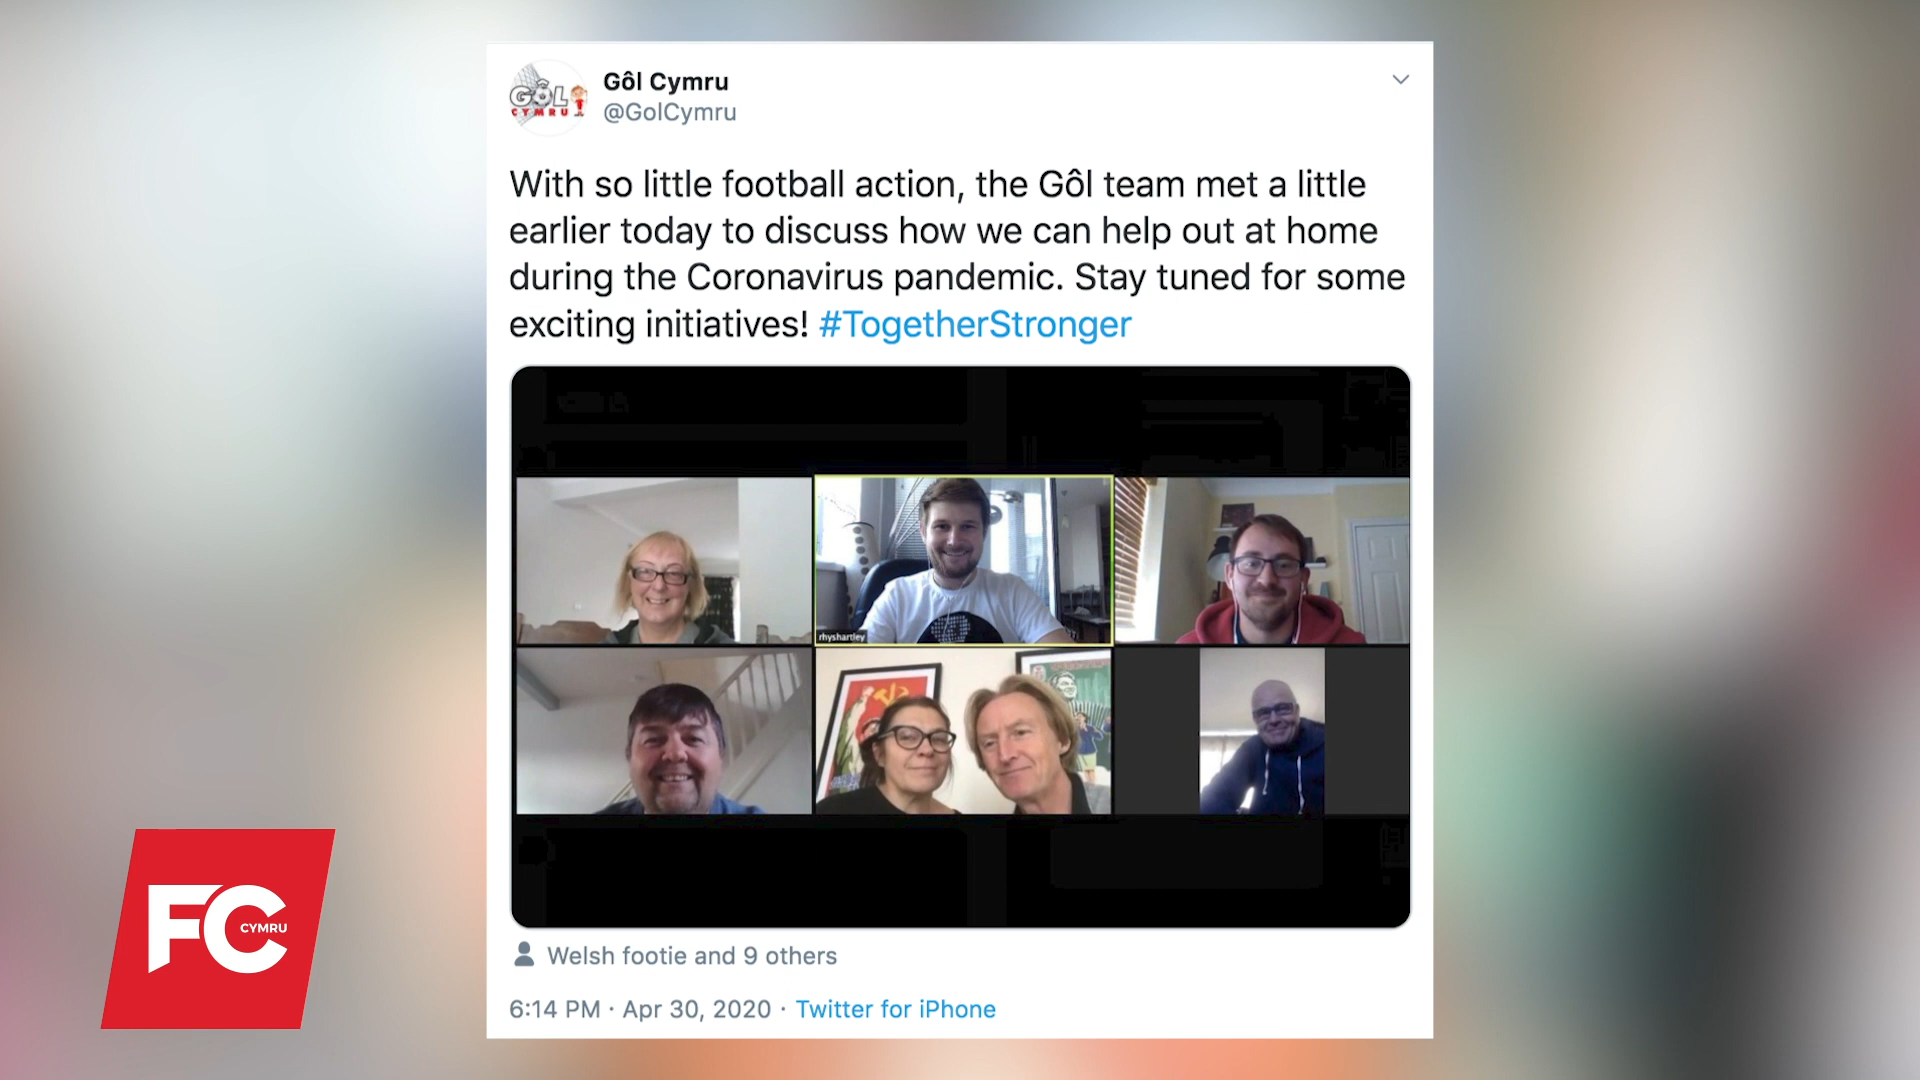 GÔL
CYMRU
Gôl Cymru
@GolCymru
With so little football action, the Gôl team met a little
earlier today to discuss how we can help out at home
during the Coronavirus pandemic. Stay tuned for some
exciting initiatives! #TogetherStronger
rhyshartley
Welsh footie and 9 others
6:14 PM · Apr 30, 2020 · Twitter for iPhone
FC
CYMRU